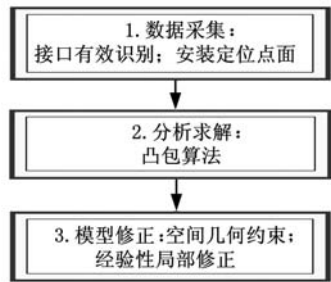 1.数据采集：
接口有效识别；安装定位点面
2.分析求解：
凸包算法
3.模型修正：空间几何约束；
经验性局部修正